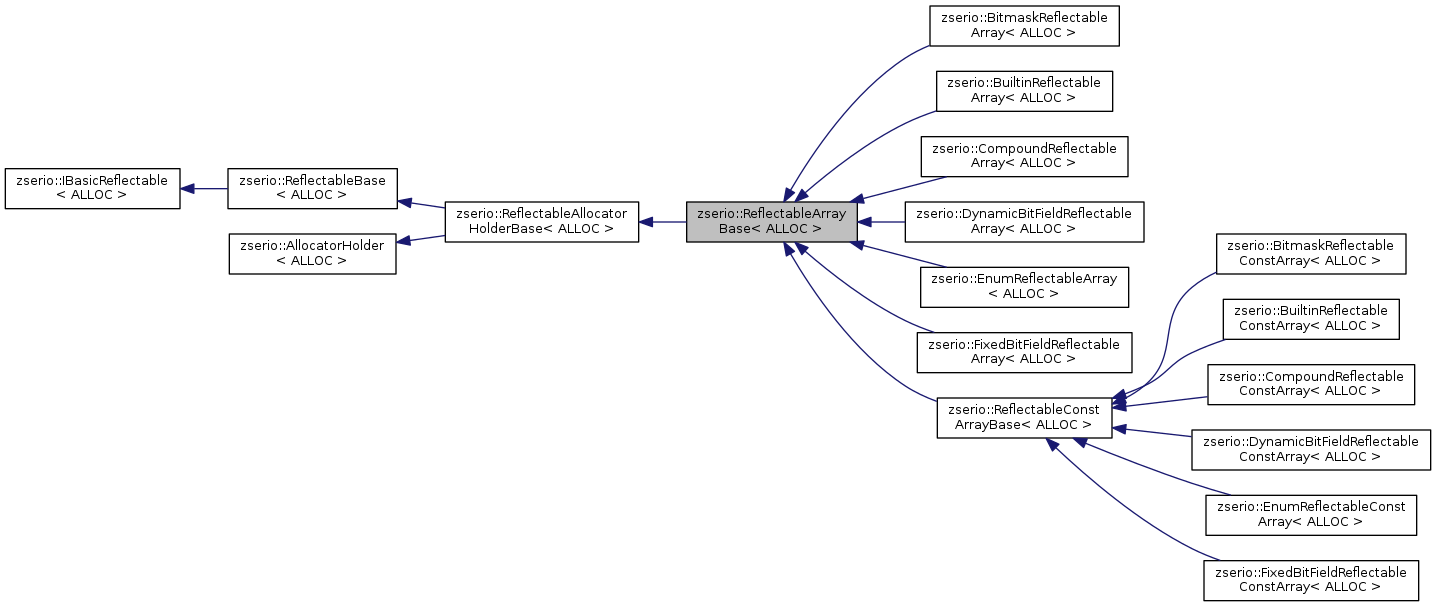 zserio::IBasicReflectable
< ALLOC >
zserio::ReflectableBase
< ALLOC >
zserio::AllocatorHolder
< ALLOC >
zserio::ReflectableAllocator
HolderBase< ALLOC >
zserio::ReflectableArray
Base< ALLOC >
zserio::BitmaskReflectable
Array< ALLOC >
zserio::BuiltinReflectable
Array< ALLOC >
zserio::CompoundReflectable
Array< ALLOC >
zserio::DynamicBitFieldReflectable
Array< ALLOC >
zserio::EnumReflectableArray
< ALLOC >
zserio::FixedBitFieldReflectable
Array< ALLOC >
zserio::ReflectableConst
ArrayBase< ALLOC >
zserio::BitmaskReflectable
ConstArray< ALLOC >
zserio::BuiltinReflectable
ConstArray< ALLOC >
zserio::CompoundReflectable
ConstArray< ALLOC >
zserio::DynamicBitFieldReflectable
ConstArray< ALLOC >
zserio::EnumReflectableConst
Array< ALLOC >
zserio::FixedBitFieldReflectable
ConstArray< ALLOC >